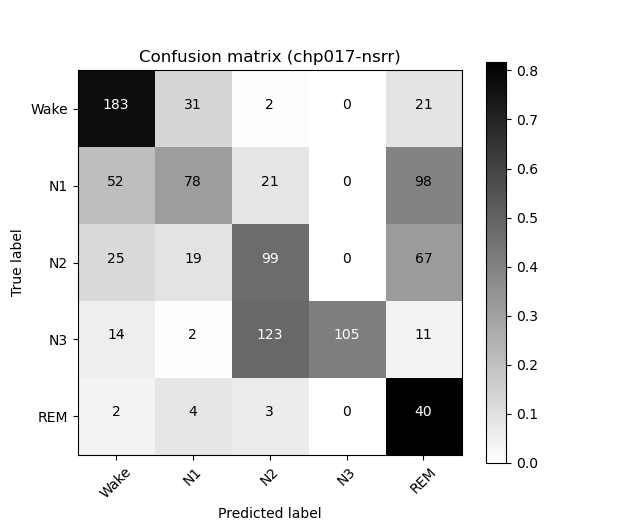 Confusion matrix (chp017-nsrr)
True label
Wake 183 31 2 0 21
N1 52 78 21 0 98
N2 25 19 99 0 67
N3 14 2 123 105 11
REM 2 4 3 0 40
Wake N1 N2 N3 REM
Predicted label
0.8
0.7
0.6
0.5
0.4
0.3
0.2
0.1
0.0